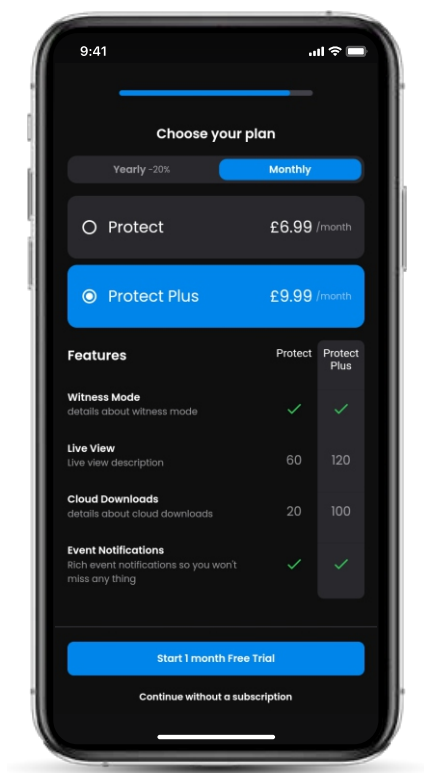 9:41
Choose your plan
Yearly -20% Monthly
Protect £6.99 /month
Protect Plus £9.99 /month
Features Protect Protect
Plus
Witness Mode
details about witness mode
Live View
Live view description 60 120
Cloud Downloads
details about cloud downloads 20 100
Event Notifications
Rich event notifications so you won't
miss any thing
Start 1 month Free Trial
Continue without a subscription